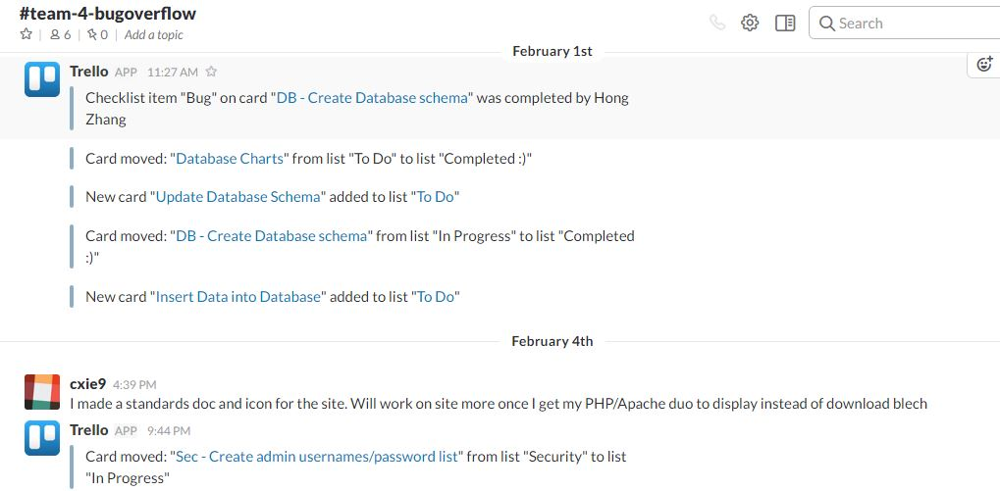 #team-4-bugoverflow
6 | 0 | Add a topic
Search
February 1st
Trello APP 11:27 AM
Checklist item "Bug" on card "DB - Create Database schema" was completed by Hong
Zhang
Card moved: "Database Charts" from list "To Do" to list "Completed :)"
New card "Update Database Schema" added to list "To Do"
Card moved: "DB - Create Database schema" from list "In Progress" to list "Completed
:)"
New card "Insert Data into Database" added to list "To Do"
February 4th
cxie9 4:39 PM
I made a standards doc and icon for the site. Will work on site more once I get my PHP/Apache duo to display instead of download blech
Trello APP 9:44 PM
Card moved: "Sec - Create admin usernames/password list" from list "Security" to list
"In Progress"